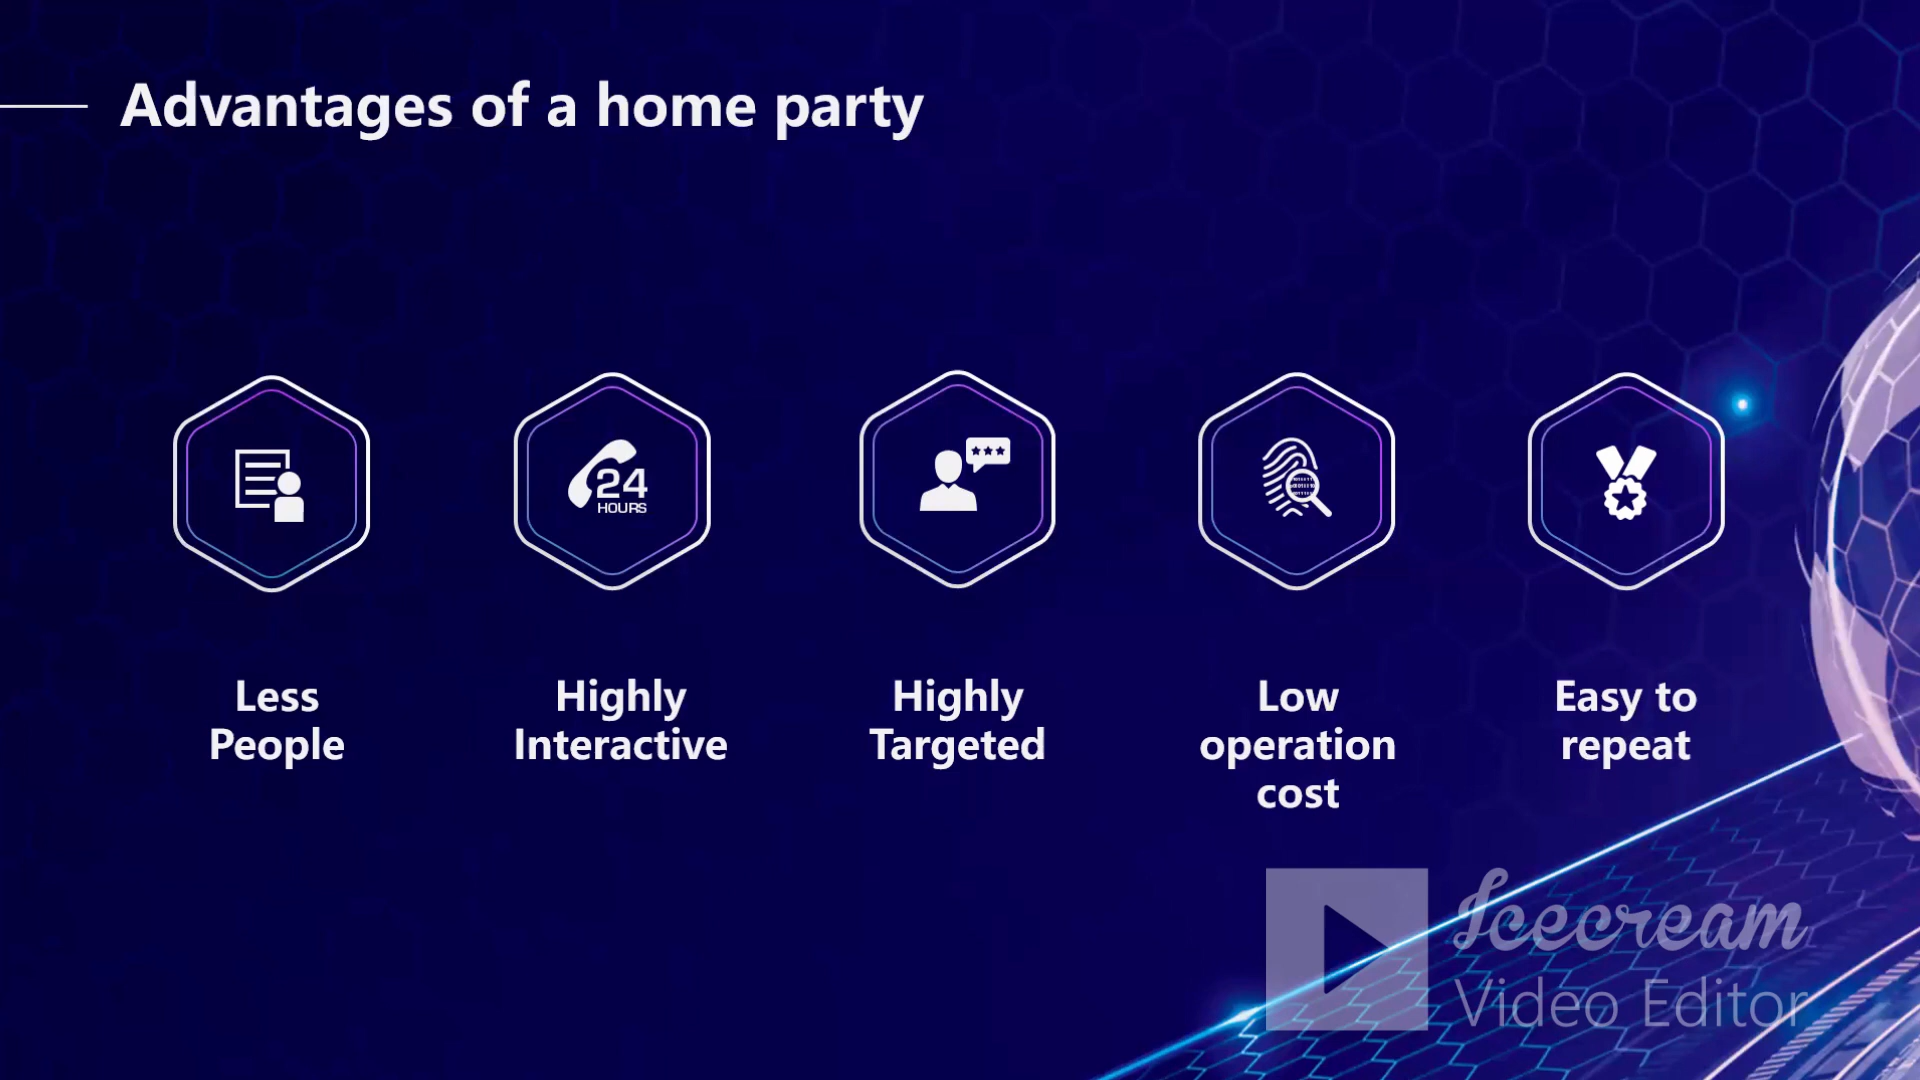 Advantages of a home party
24
HOURS
Less
People
Highly
Interactive
Highly
Targeted
Low
operation
cost
Easy to
repeat
Icecream
Video Editor